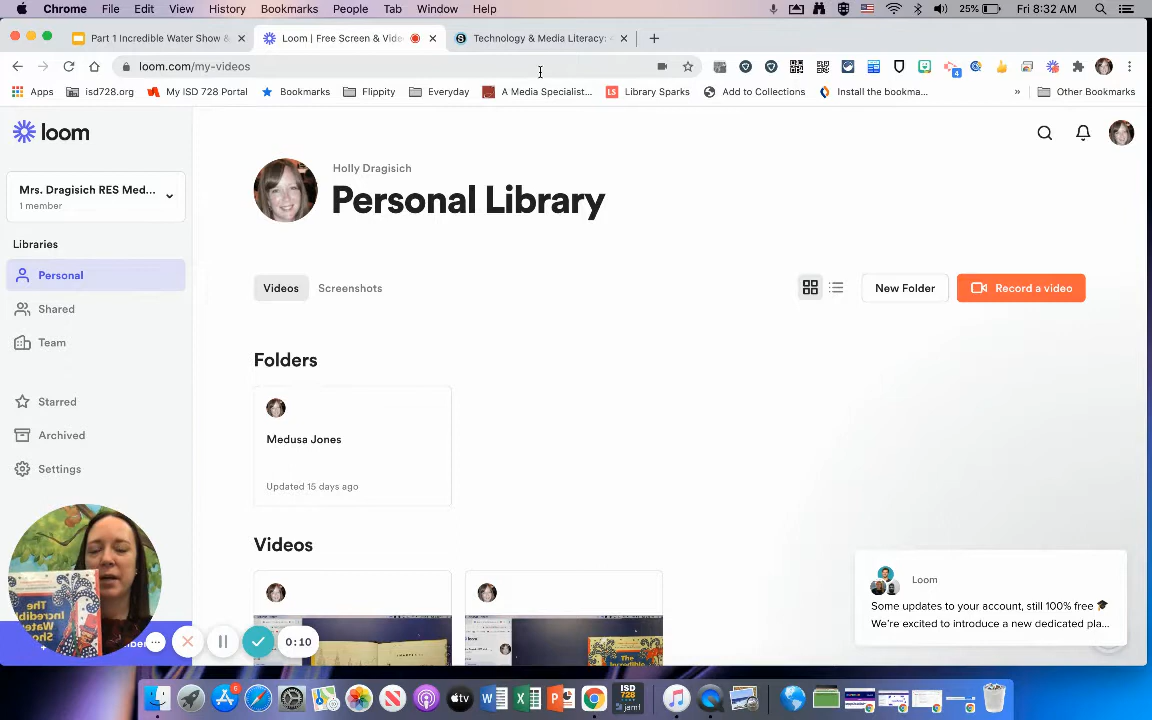 Chrome File Edit View History Bookmarks People Tab Window Help 25% Fri 8:32 AM
Part 1 Incredible Water Show & Loom | Free Screen & Vide Technology & Media Literacy:
loom.com/my-videos
Apps isd728.org My ISD 728 Portal Bookmarks Flippity Everyday A Media Specialist... Library Sparks Add to Collections Install the bookma... » Other Bookmarks
loom
Holly Dragisich
Personal Library
Mrs. Dragisich RES Med...
1 member
Libraries
Personal
Shared
Team
Starred
Archived
Settings
Videos Screenshots
New Folder Record a video
Folders
Medusa Jones
Updated 15 days ago
Videos
Loom
Some updates to your account, still 100% free
We're excited to introduce a new dedicated pla...
The
Incredible
Water
Show
0:10